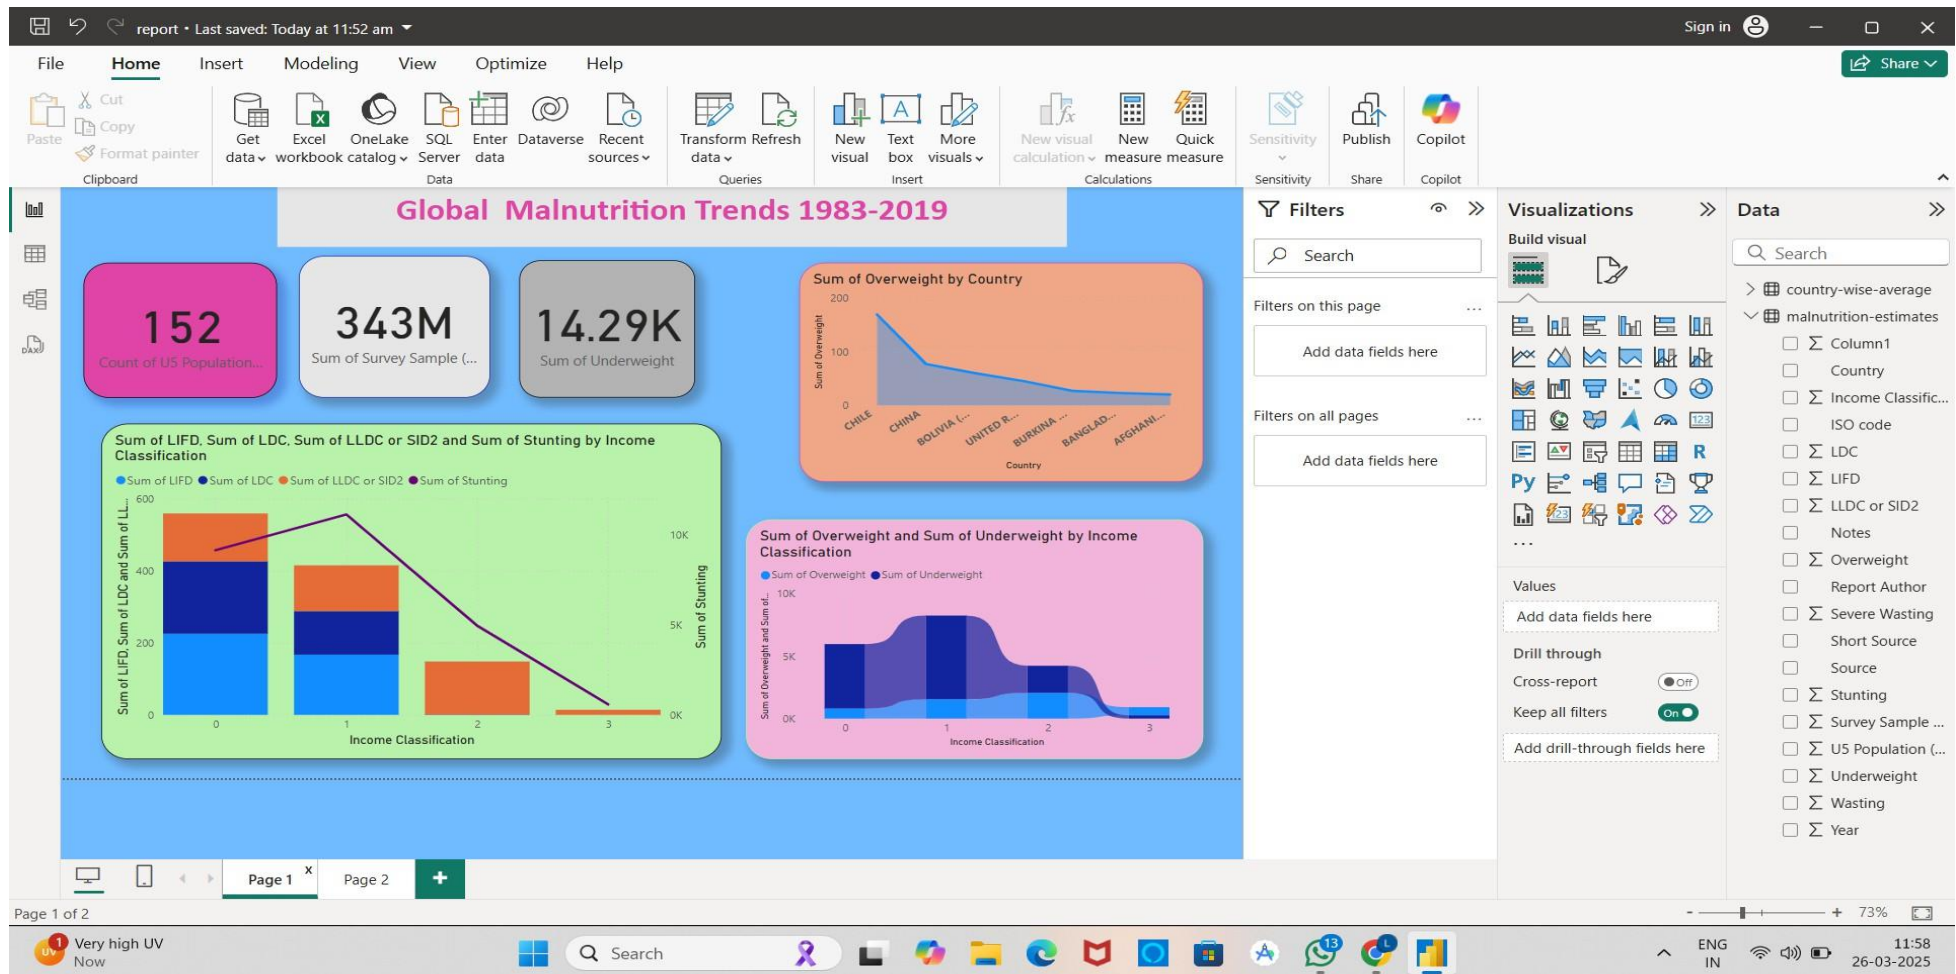 report • Last saved: Today at 11:52 am
Sign in
File Home Insert Modeling View Optimize Help
Share
Paste
Cut
Copy
Format painter
Clipboard
Get data
Excel workbook
OneLake catalog
SQL Server
Enter data
Dataverse
Recent sources
Data
Transform data
Refresh
Queries
New visual
Text box
More visuals
Insert
New visual calculation
New measure
Quick measure
Calculations
Sensitivity
Sensitivity
Publish
Share
Copilot
Copilot
DAX
Global Malnutrition Trends 1983-2019
152
Count of U5 Population...
343M
Sum of Survey Sample (...
14.29K
Sum of Underweight
Sum of Overweight by Country
Sum of Overweight
200
100
0
CHILE
CHINA
BOLIVIA (...
UNITED R...
BURKINA ...
BANGLAD...
AFGHANI...
Country
Sum of LIFD, Sum of LDC, Sum of LLDC or SID2 and Sum of Stunting by Income
Classification
Sum of LIFD Sum of LDC Sum of LLDC or SID2 Sum of Stunting
Sum of LIFD, Sum of LDC and Sum of LL...
600
400
200
0
10K
5K
0K
Sum of Stunting
0 1 2 3
Income Classification
Sum of Overweight and Sum of Underweight by Income
Classification
Sum of Overweight Sum of Underweight
Sum of Overweight and Sum of...
10K
5K
0K
0 1 2 3
Income Classification
Filters
Search
Filters on this page ...
Add data fields here
Filters on all pages ...
Add data fields here
Visualizations
Build visual
123
R
Py
123
...
Values
Add data fields here
Drill through
Cross-report Off
Keep all filters On
Add drill-through fields here
Data
Search
country-wise-average
malnutrition-estimates
Σ Column1
Country
Σ Income Classific...
ISO code
Σ LDC
Σ LIFD
Σ LLDC or SID2
Notes
Σ Overweight
Report Author
Σ Severe Wasting
Short Source
Source
Σ Stunting
Σ Survey Sample ...
Σ U5 Population (...
Σ Underweight
Σ Wasting
Σ Year
Page 1 x
Page 2
+
Page 1 of 2
- + 73%
1
UV
Very high UV
Now
Search
13
L
ENG
IN
11:58
26-03-2025